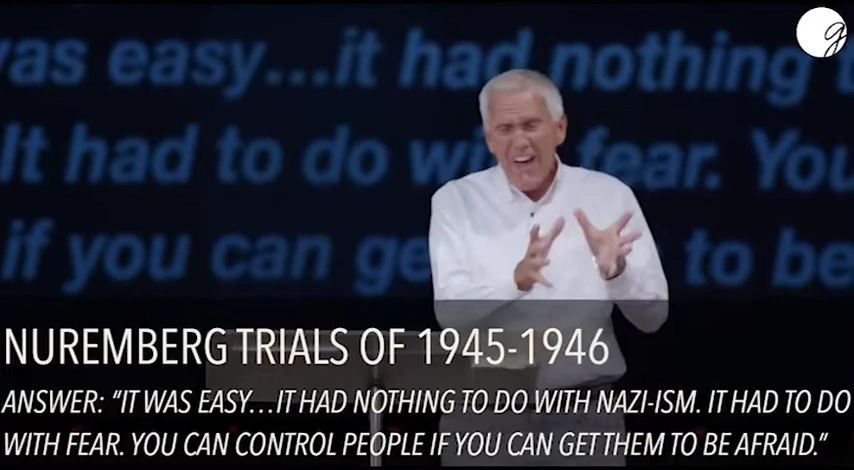 was easy...it had nothing t
It had to do with fear. You
if you can get to be
g
NUREMBERG TRIALS OF 1945-1946
ANSWER: “IT WAS EASY...IT HAD NOTHING TO DO WITH NAZI-ISM. IT HAD TO DO
WITH FEAR. YOU CAN CONTROL PEOPLE IF YOU CAN GET THEM TO BE AFRAID.”